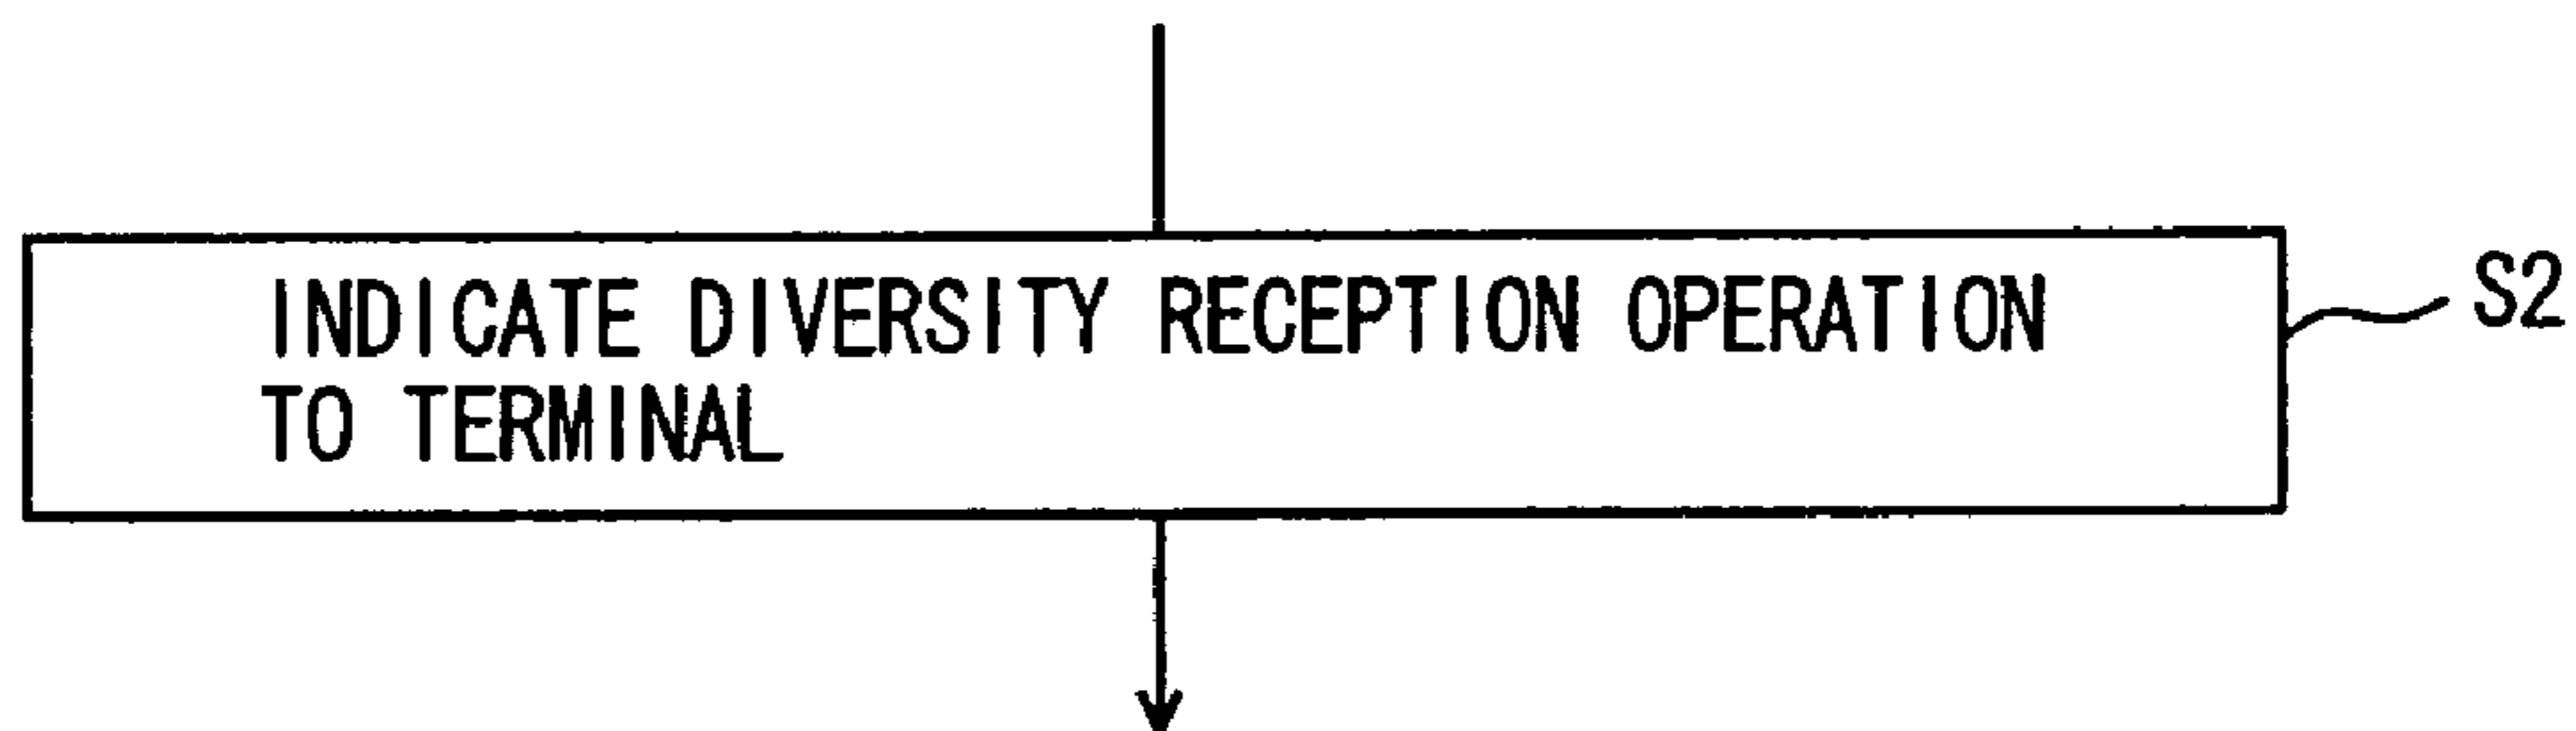 INDICATE DIVERSITY RECEPTION OPERATION
TO TERMINAL
S2